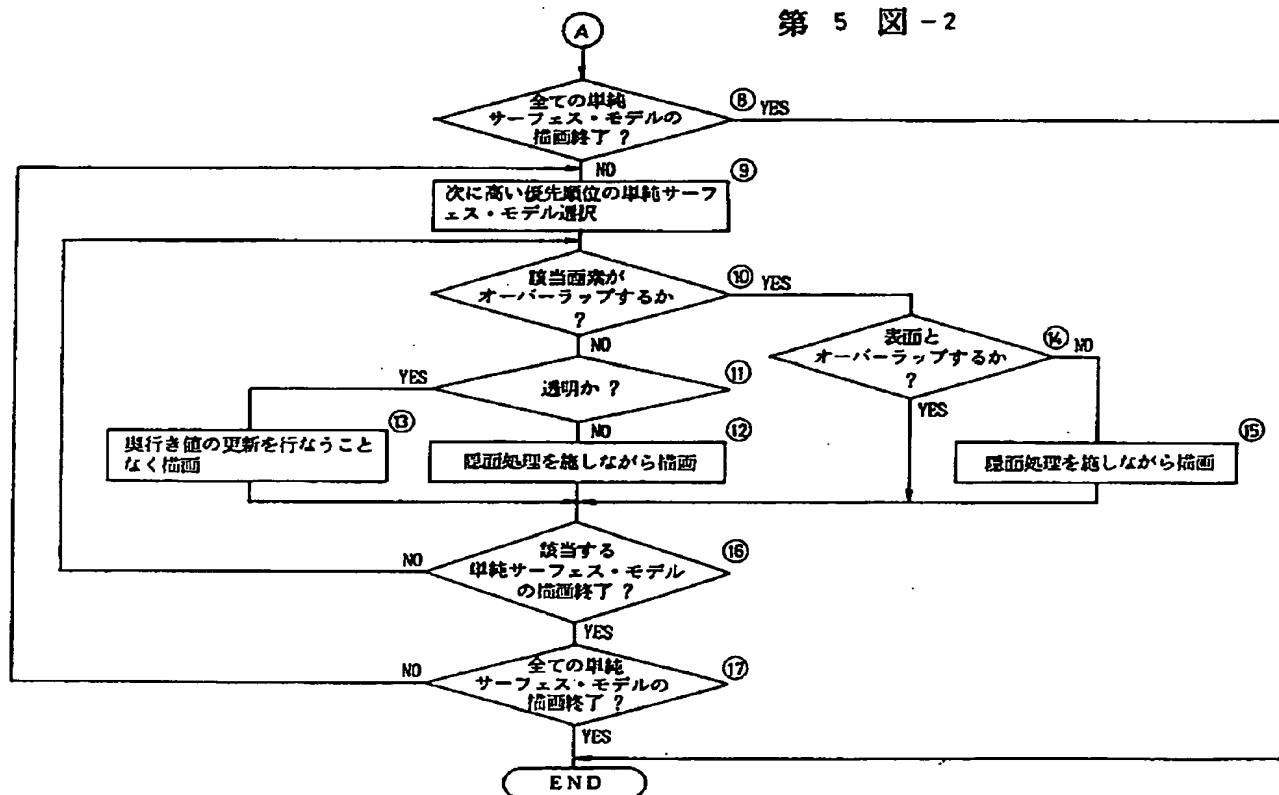 第 5 図 -2
A
全ての単純
サーフェス・モデルの
描画終了 ?
⑧ YES
NO
⑨
次に高い優先順位の単純サーフ
ェス・モデル選択
該当画素が
オーバーラップするか
?
⑩ YES
NO
表面と
オーバーラップするか
?
⑭ NO
YES
透明か ?
⑪
YES
NO
⑬
奥行き値の更新を行なうこと
なく描画
⑫
隠面処理を施しながら描画
⑮
隠面処理を施しながら描画
該当する
単純サーフェス・モデル
の描画終了 ?
⑯
NO
YES
全ての単純
サーフェス・モデルの
描画終了 ?
⑰
NO
YES
END